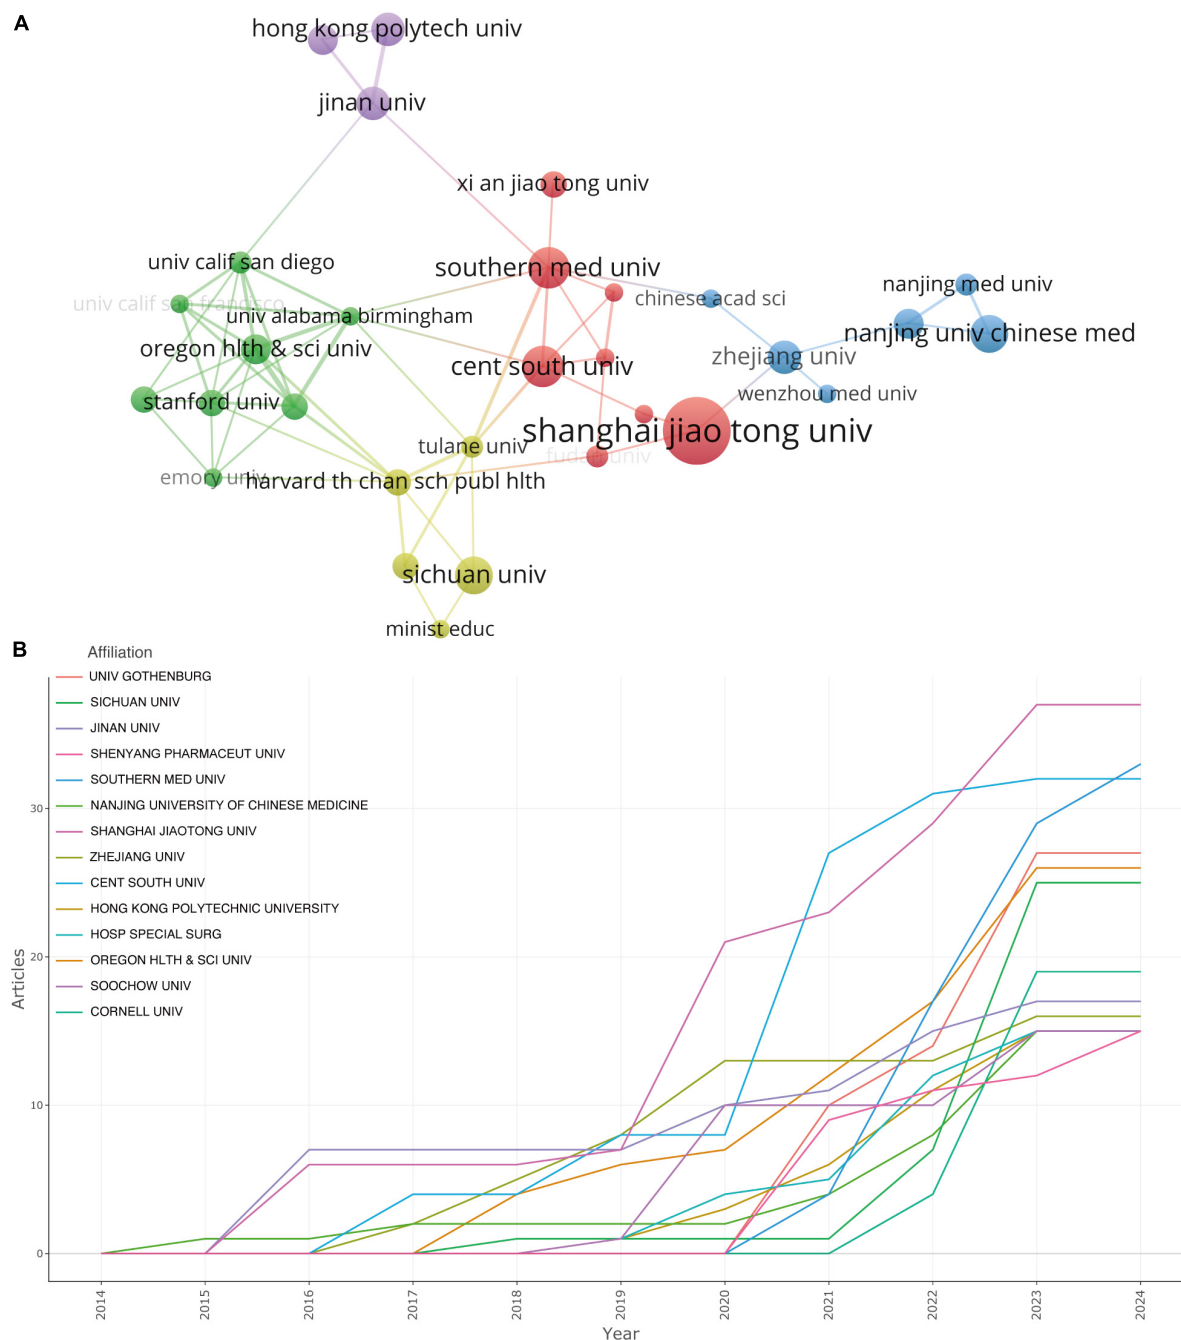 A
hong kong polytech univ
jinan univ
xi an jiao tong univ
univ calif san diego
southern med univ
nanjing med univ
univ calif san francisco
chinese acad sci
univ alabama birmingham
nanjing univ chinese med
oregon hlth & sci univ
zhejiang univ
cent south univ
wenzhou med univ
stanford univ
shanghai jiao tong univ
tulane univ
fudan univ
emory univ
harvard th chan sch publ hlth
sichuan univ
minist educ
B
Affiliation
UNIV GOTHENBURG
SICHUAN UNIV
JINAN UNIV
SHENYANG PHARMACEUT UNIV
SOUTHERN MED UNIV
NANJING UNIVERSITY OF CHINESE MEDICINE
SHANGHAI JIAOTONG UNIV
ZHEJIANG UNIV
CENT SOUTH UNIV
HONG KONG POLYTECHNIC UNIVERSITY
HOSP SPECIAL SURG
OREGON HLTH & SCI UNIV
SOOCHOW UNIV
CORNELL UNIV
Articles
30
20
10
0
2014
2015
2016
2017
2018
2019
2020
2021
2022
2023
2024
Year